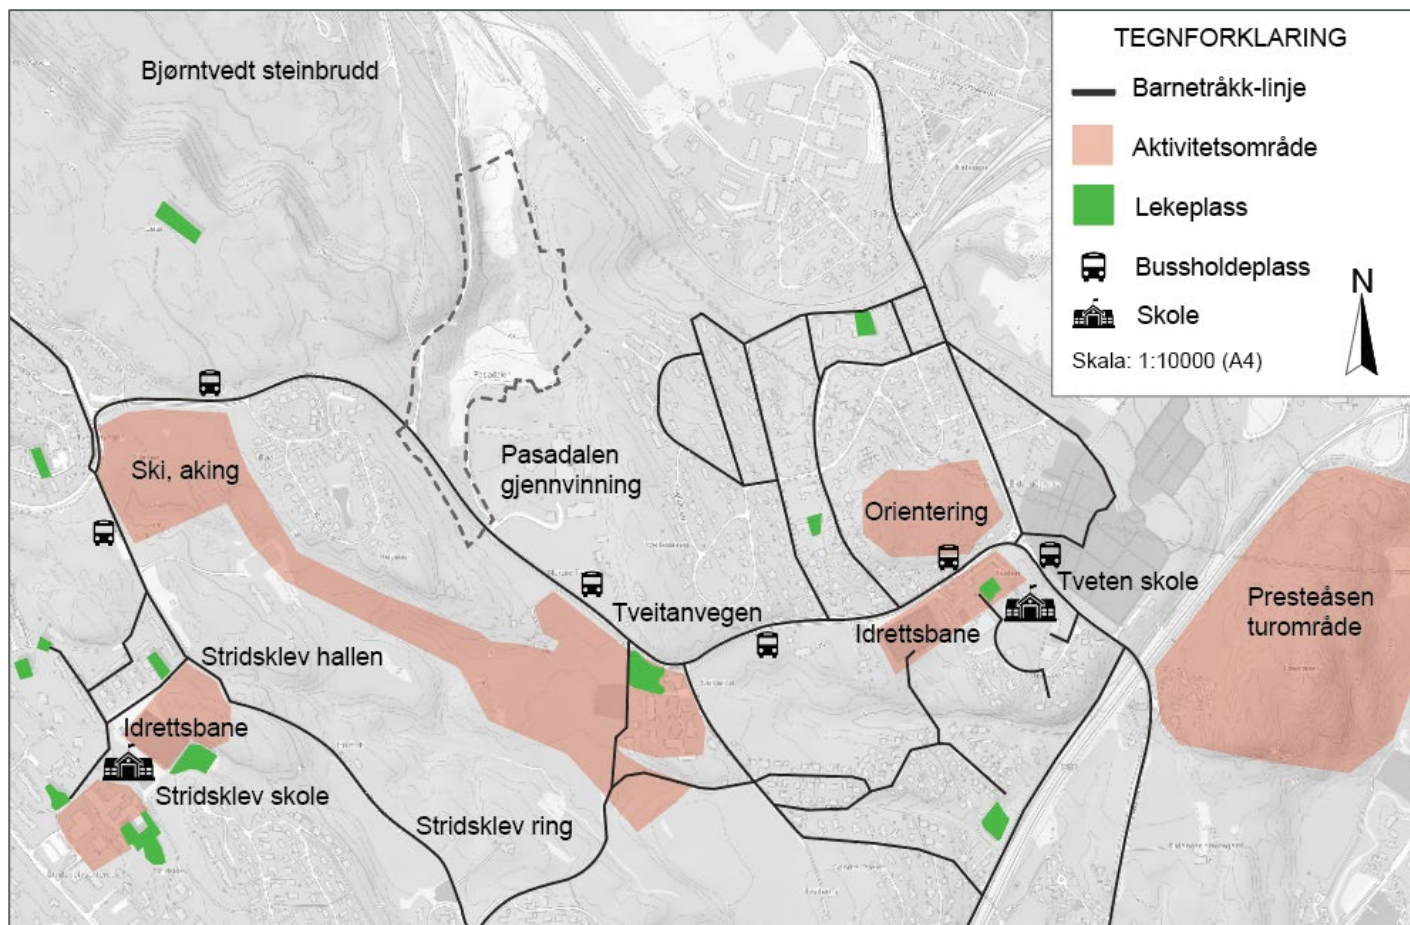 Bjørntvedt steinbrudd
TEGNFORKLARING
Barnetråkk-linje
Aktivitetsområde
Lekeplass
Bussholdeplass
Skole
Skala: 1:10000 (A4)
N
Pasadalen
Ski, aking
Pasadalen
gjennvinning
Orientering
Tveten skole
Tveitanvegen
Idrettsbane
Presteåsen
turområde
Stridsklev hallen
Idrettsbane
Stridsklev skole
Stridsklev ring